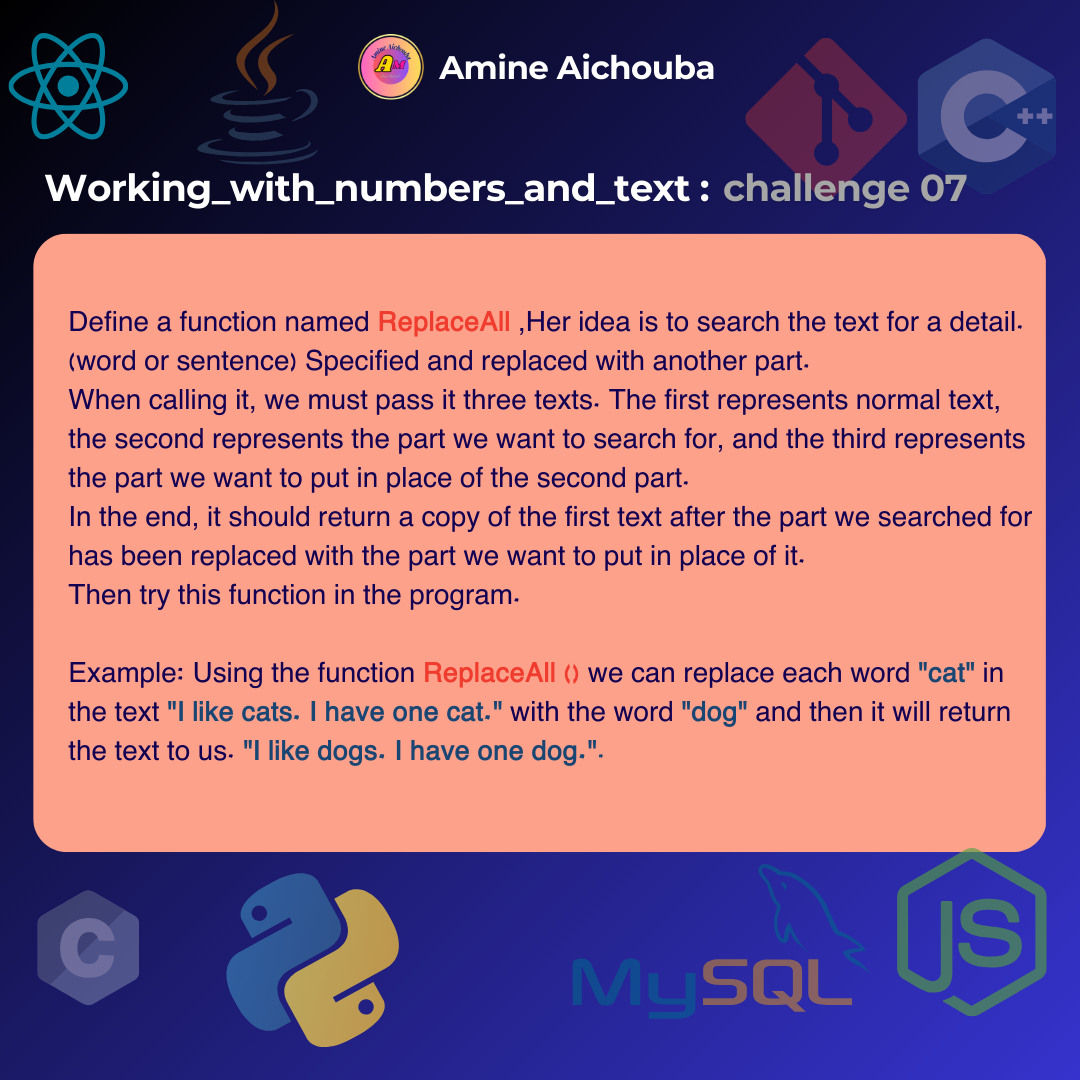 Amine Aichouba
AM
Amine Aichouba
C++
Working_with_numbers_and_text : challenge 07
Define a function named ReplaceAll ,Her idea is to search the text for a detail.
(word or sentence) Specified and replaced with another part.
When calling it, we must pass it three texts. The first represents normal text,
the second represents the part we want to search for, and the third represents
the part we want to put in place of the second part.
In the end, it should return a copy of the first text after the part we searched for
has been replaced with the part we want to put in place of it.
Then try this function in the program.
Example: Using the function ReplaceAll () we can replace each word "cat" in
the text "I like cats. I have one cat." with the word "dog" and then it will return
the text to us. "I like dogs. I have one dog.".
C
MySQL
JS